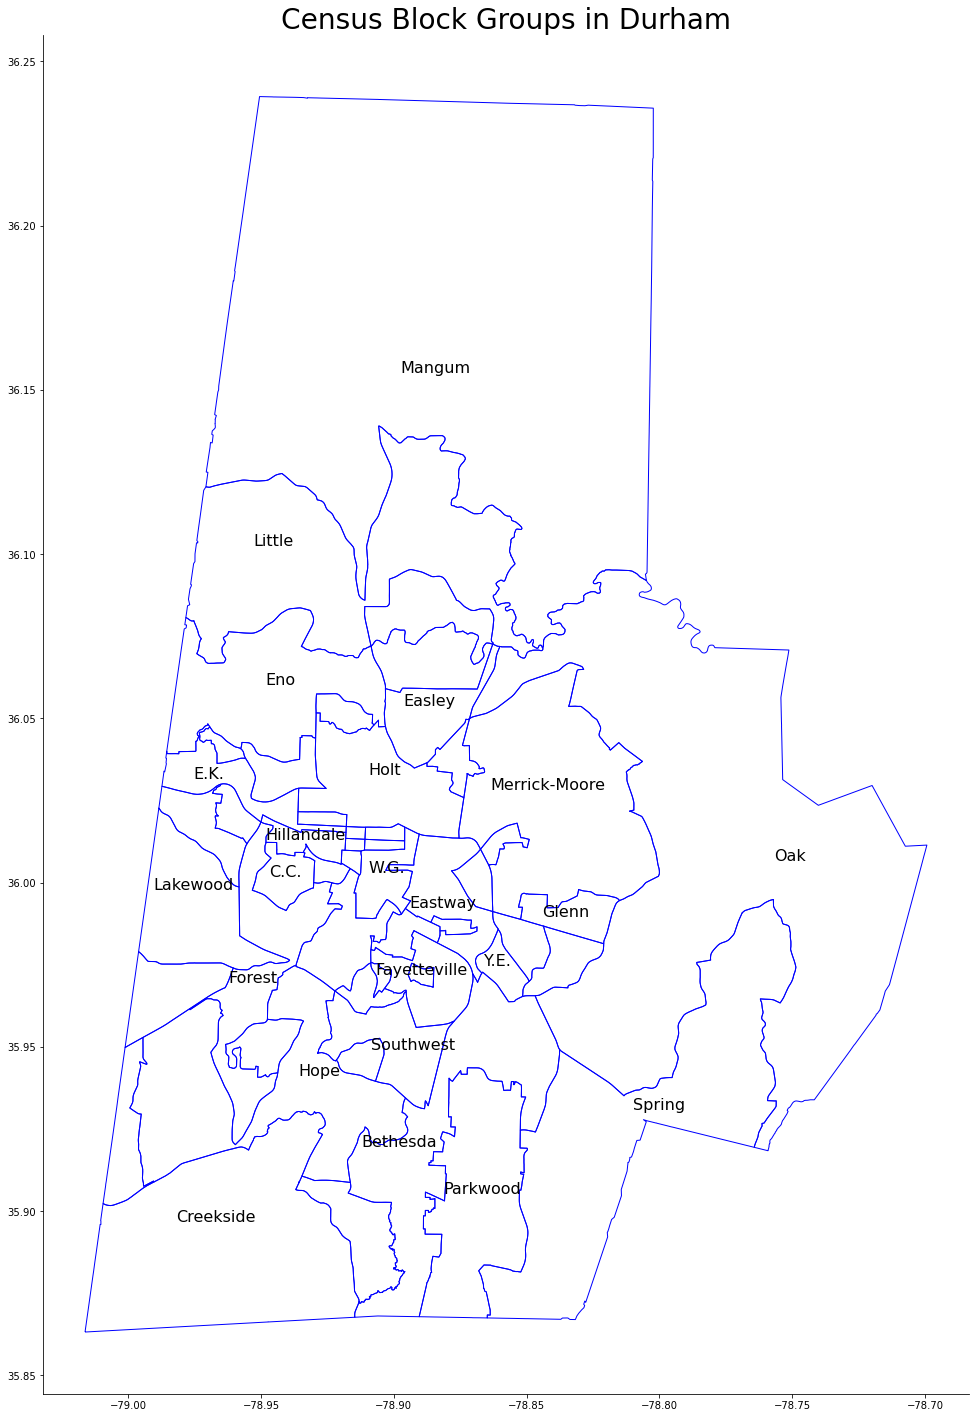 Census Block Groups in Durham
36.25
36.20
Mangum
36.15
Little
36.10
Eno
Easley
36.05
E.K.
Holt
Merrick-Moore
Hillandale
Oak
C.C.
W.G.
36.00
Lakewood
Eastway
Glenn
Forest
Fayetteville
Y.E.
35.95
Southwest
Hope
Spring
Bethesda
Parkwood
35.90
Creekside
35.85
−79.00
−78.95
−78.90
−78.85
−78.80
−78.75
−78.70